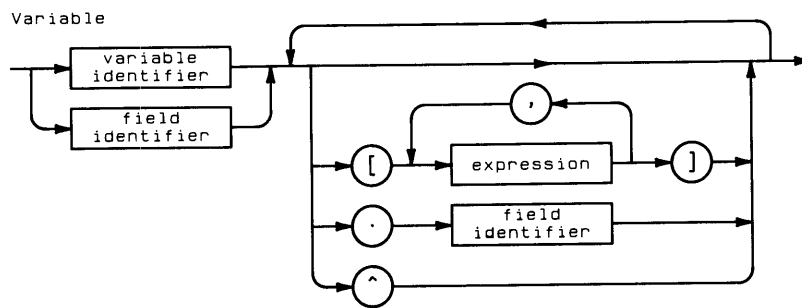 Variable
variable
identifier
field
identifier
,
[
expression
]
.
field
identifier
^